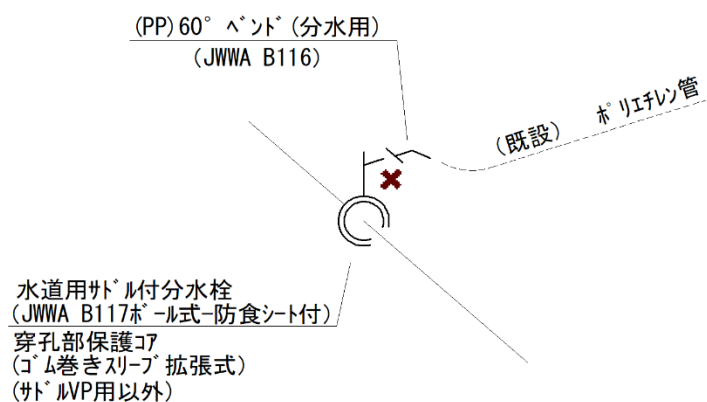 (PP)60°ﾍﾞﾝﾄﾞ(分水用)
(JWWA B116)
(既設) ﾎﾟﾘｴﾁﾚﾝ管
水道用ｻﾄﾞﾙ付分水栓
(JWWA B117ﾎﾞｰﾙ式-防食シート付)
穿孔部保護ｺｱ
(ｺﾞﾑ巻きｽﾘｰﾌﾞ拡張式)
(ｻﾄﾞﾙVP用以外)